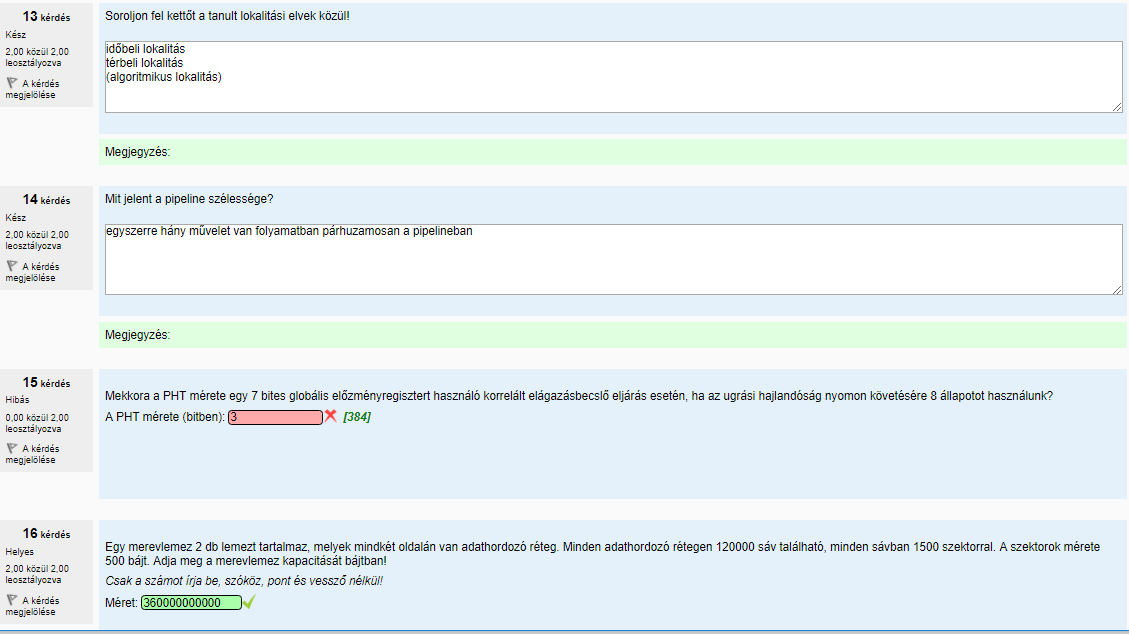 13 kérdés
Kész
2,00 közül 2,00
leosztályozva
A kérdés
megjelölése
Soroljon fel kettőt a tanult lokalitási elvek közül!
időbeli lokalitás
térbeli lokalitás
(algoritmikus lokalitás)
Megjegyzés:
14 kérdés
Kész
2,00 közül 2,00
leosztályozva
A kérdés
megjelölése
Mit jelent a pipeline szélessége?
egyszerre hány művelet van folyamatban párhuzamosan a pipelineban
Megjegyzés:
15 kérdés
Hibás
0,00 közül 2,00
leosztályozva
A kérdés
megjelölése
Mekkora a PHT mérete egy 7 bites globális előzményregisztert használó korrelált elágazásbecslő eljárás esetén, ha az ugrási hajlandóság nyomon követésére 8 állapotot használunk?
A PHT mérete (bitben): 3 [384]
16 kérdés
Helyes
2,00 közül 2,00
leosztályozva
A kérdés
megjelölése
Egy merevlemez 2 db lemezt tartalmaz, melyek mindkét oldalán van adathordozó réteg. Minden adathordozó rétegen 120000 sáv található, minden sávban 1500 szektorral. A szektorok mérete
500 bájt. Adja meg a merevlemez kapacitását bájtban!
Csak a számot írja be, szóköz, pont és vessző nélkül!
Méret: 360000000000